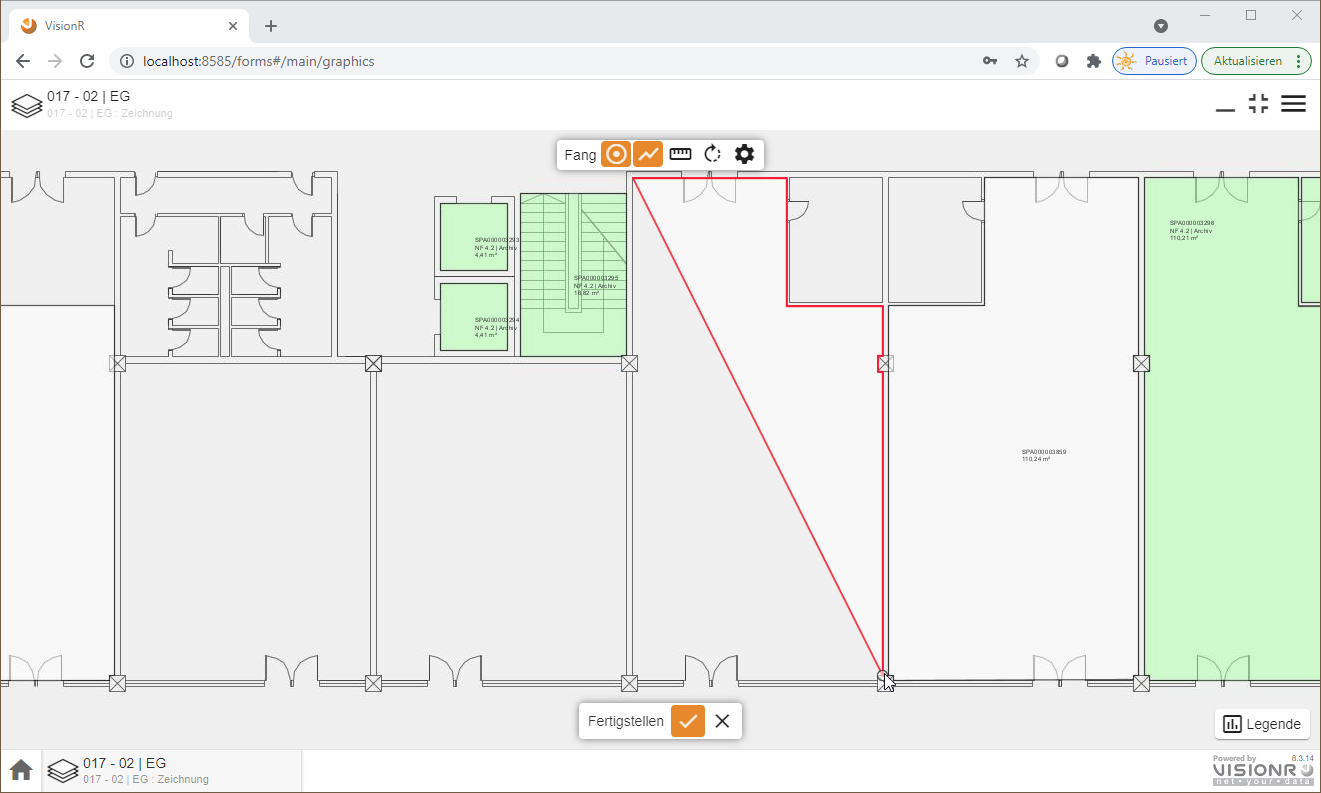 VisionR
localhost:8585/forms#/main/graphics
Pausiert
Aktualisieren
017 - 02 | EG
017 - 02 | EG : Zeichnung
Fang
SPA000003293
NF 4.2 | Archiv
4,41 m²
SPA000003295
NF 4.2 | Archiv
16,82 m²
SPA000003296
NF 4.2 | Archiv
110,21 m²
SPA000003294
NF 4.2 | Archiv
4,41 m²
SPA000003859
110,24 m²
Fertigstellen
Legende
017 - 02 | EG
017 - 02 | EG : Zeichnung
Powered by 8.3.14
VISIONR
net • your • data